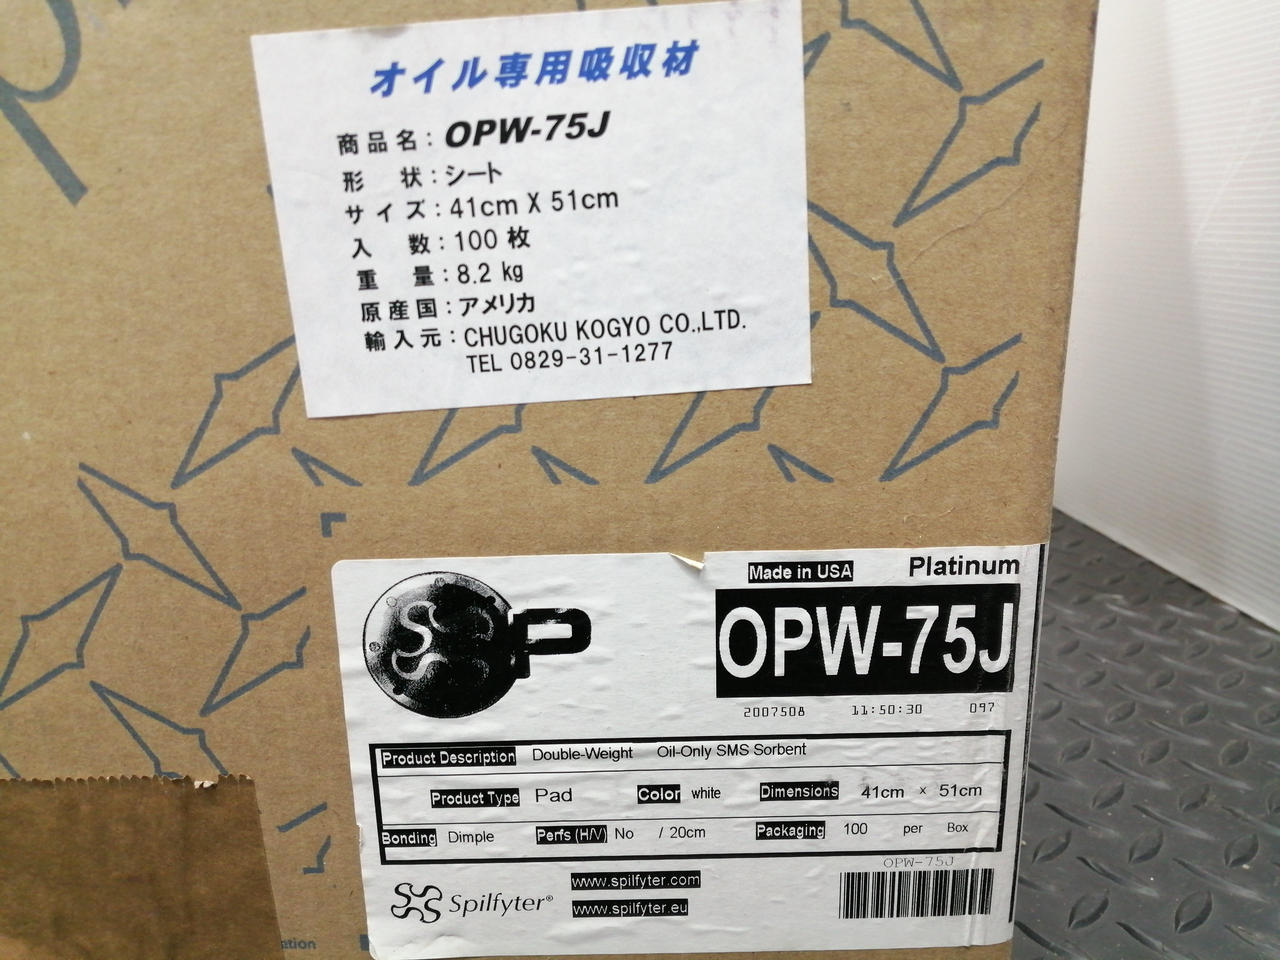 オイル専用吸収材
商品名：OPW-75J
形　状：シート
サイズ：41cm X 51cm
入　数：100 枚
重　量：8.2 kg
原産国：アメリカ
輸入元：CHUGOKU KOGYO CO.,LTD.
TEL 0829-31-1277
Made in USA Platinum
OPW-75J
2007508 11:50:30 097
Product Description Double-Weight Oil-Only SMS Sorbent
Product Type Pad Color white Dimensions 41cm x 51cm
Bonding Dimple Perfs (H/V) No / 20cm Packaging 100 per Box
OPW-75J
www.spilfyter.com
Spilfyter®
www.spilfyter.eu